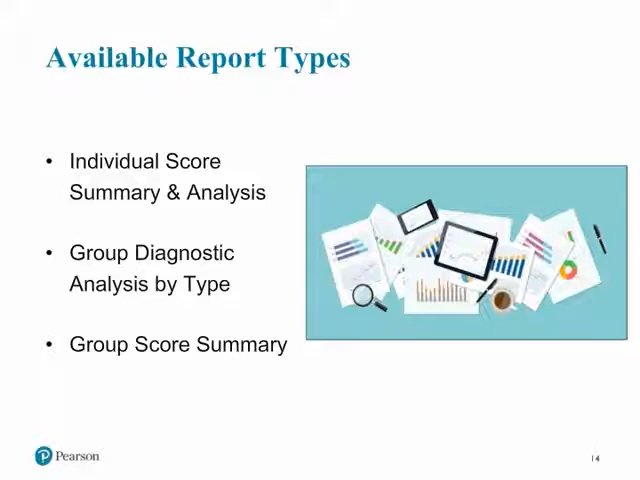 Available Report Types
• Individual Score
Summary & Analysis
• Group Diagnostic
Analysis by Type
• Group Score Summary
Pearson
14